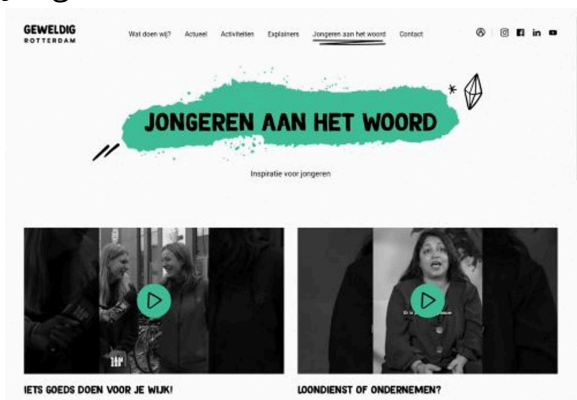 GEWELDIG
ROTTERDAM
Wat doen wij?
Actueel
Activiteiten
Explainers
Jongeren aan het woord
Contact
JONGEREN AAN HET WOORD
Inspiratie voor jongeren
IETS GOEDS DOEN VOOR JE WIJK!
LOONDIENST OF ONDERNEMEN?